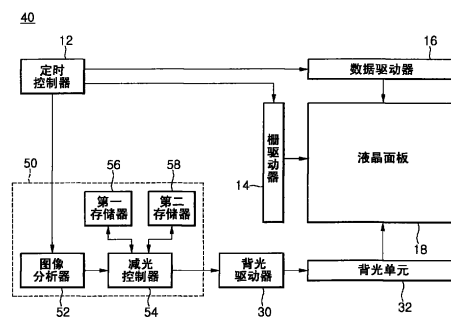 40
12
定时
控制器
16
数据驱动器
栅驱动器
14
液晶面板
18
50
56
第一
存储器
58
第二
存储器
图像
分析器
52
减光
控制器
54
背光
驱动器
30
背光单元
32